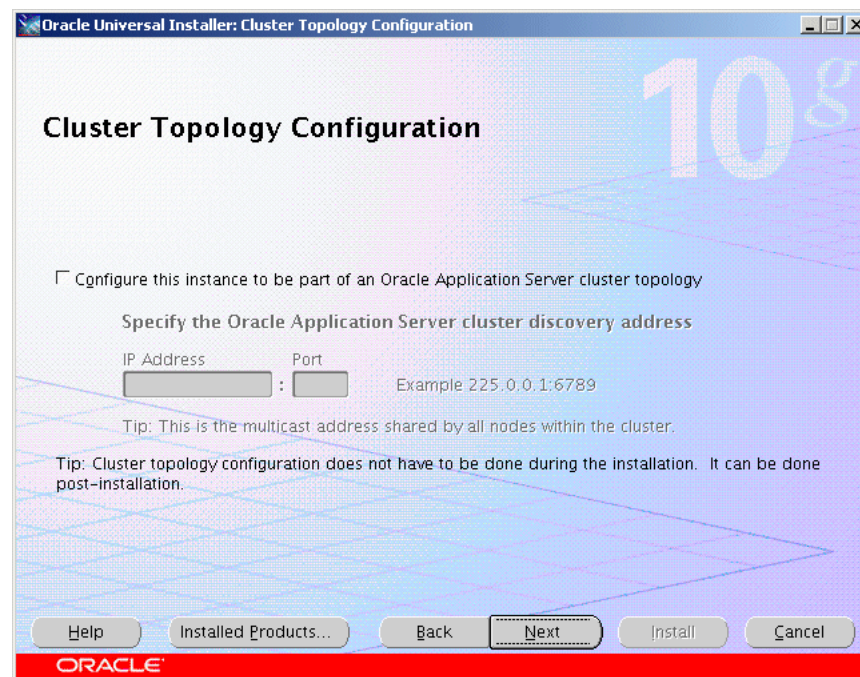 Oracle Universal Installer: Cluster Topology Configuration
10g
Cluster Topology Configuration
Configure this instance to be part of an Oracle Application Server cluster topology
Specify the Oracle Application Server cluster discovery address
IP Address Port
: Example 225.0.0.1:6789
Tip: This is the multicast address shared by all nodes within the cluster.
Tip: Cluster topology configuration does not have to be done during the installation. It can be done
post-installation.
Help Installed Products... Back Next Install Cancel
ORACLE